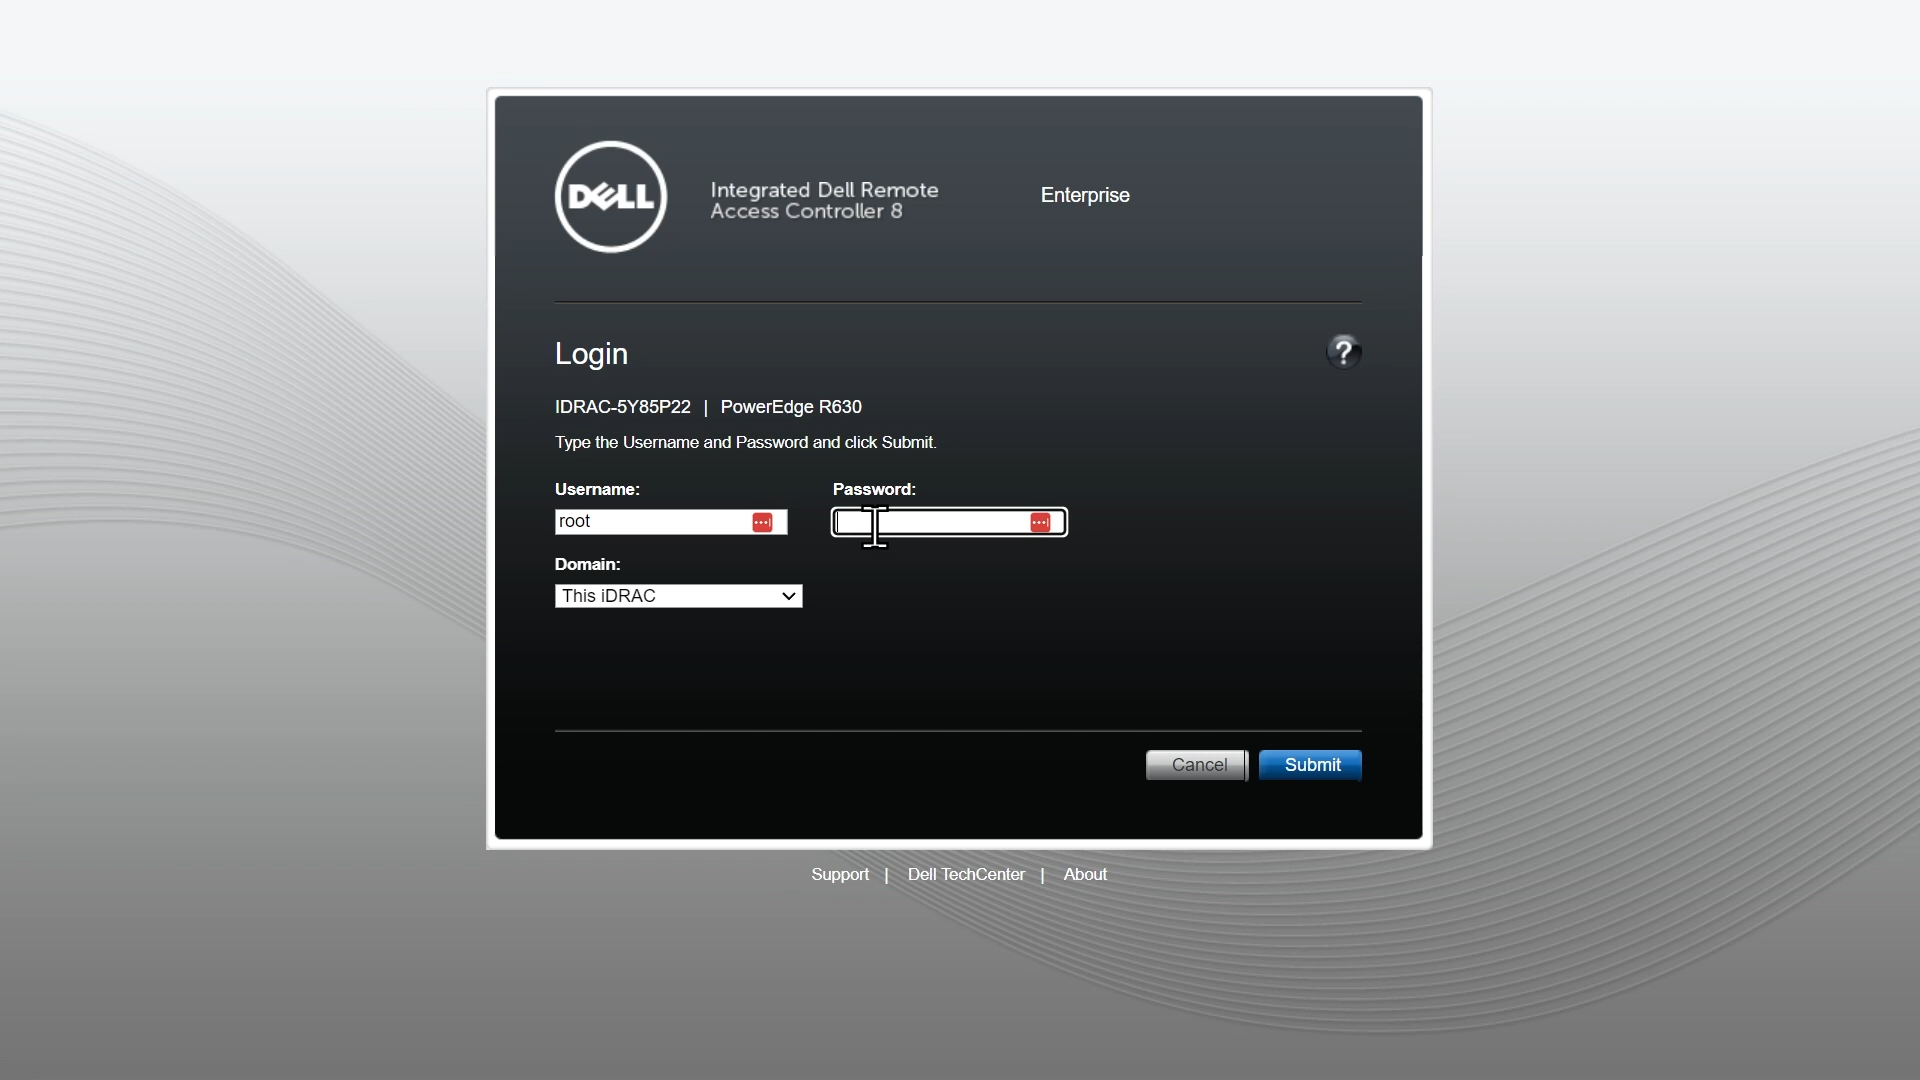 DELL
Integrated Dell Remote
Access Controller 8
Enterprise
Login
?
IDRAC-5Y85P22 | PowerEdge R630
Type the Username and Password and click Submit.
Username: Password:
root
Domain:
This iDRAC
Cancel Submit
Support | Dell TechCenter | About